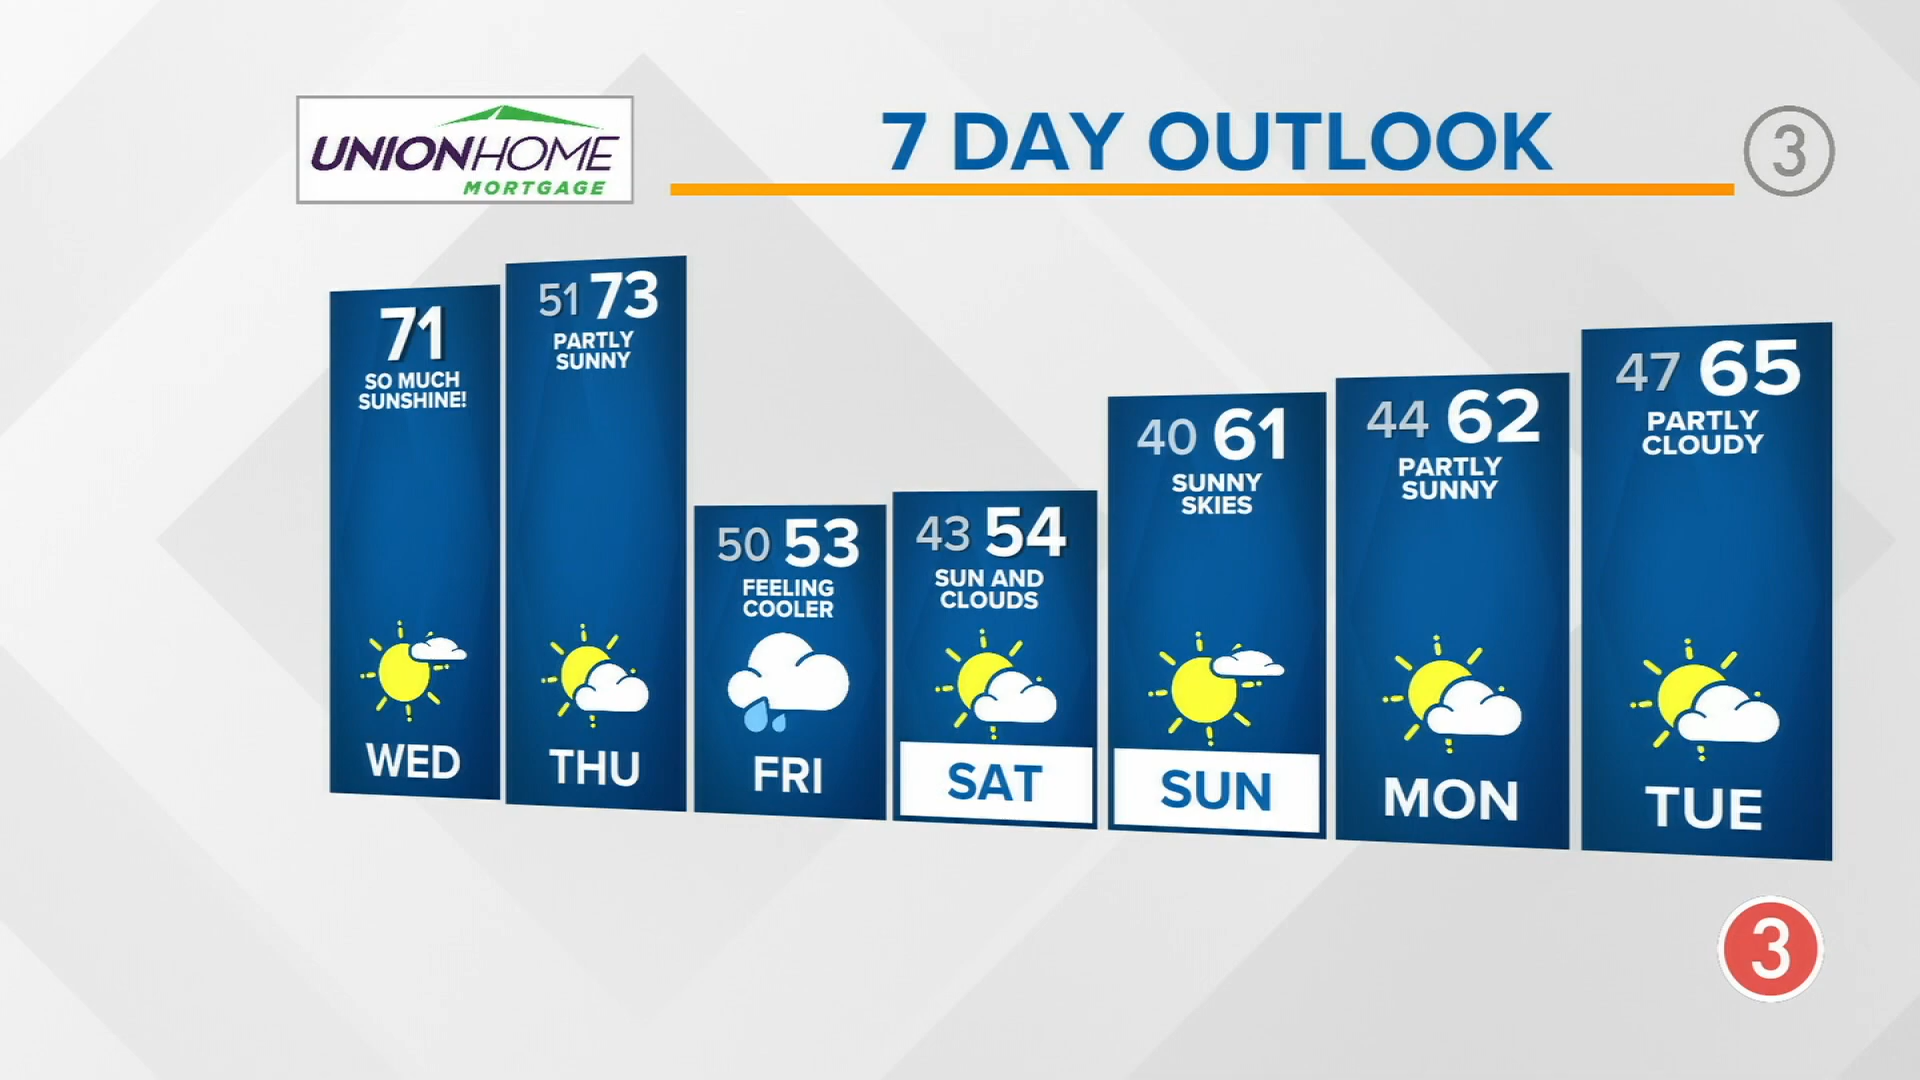 UNIONHOME
MORTGAGE
7 DAY OUTLOOK
3
71
SO MUCH
SUNSHINE!
WED
51 73
PARTLY
SUNNY
THU
50 53
FEELING
COOLER
FRI
43 54
SUN AND
CLOUDS
SAT
40 61
SUNNY
SKIES
SUN
44 62
PARTLY
SUNNY
MON
47 65
PARTLY
CLOUDY
TUE
3